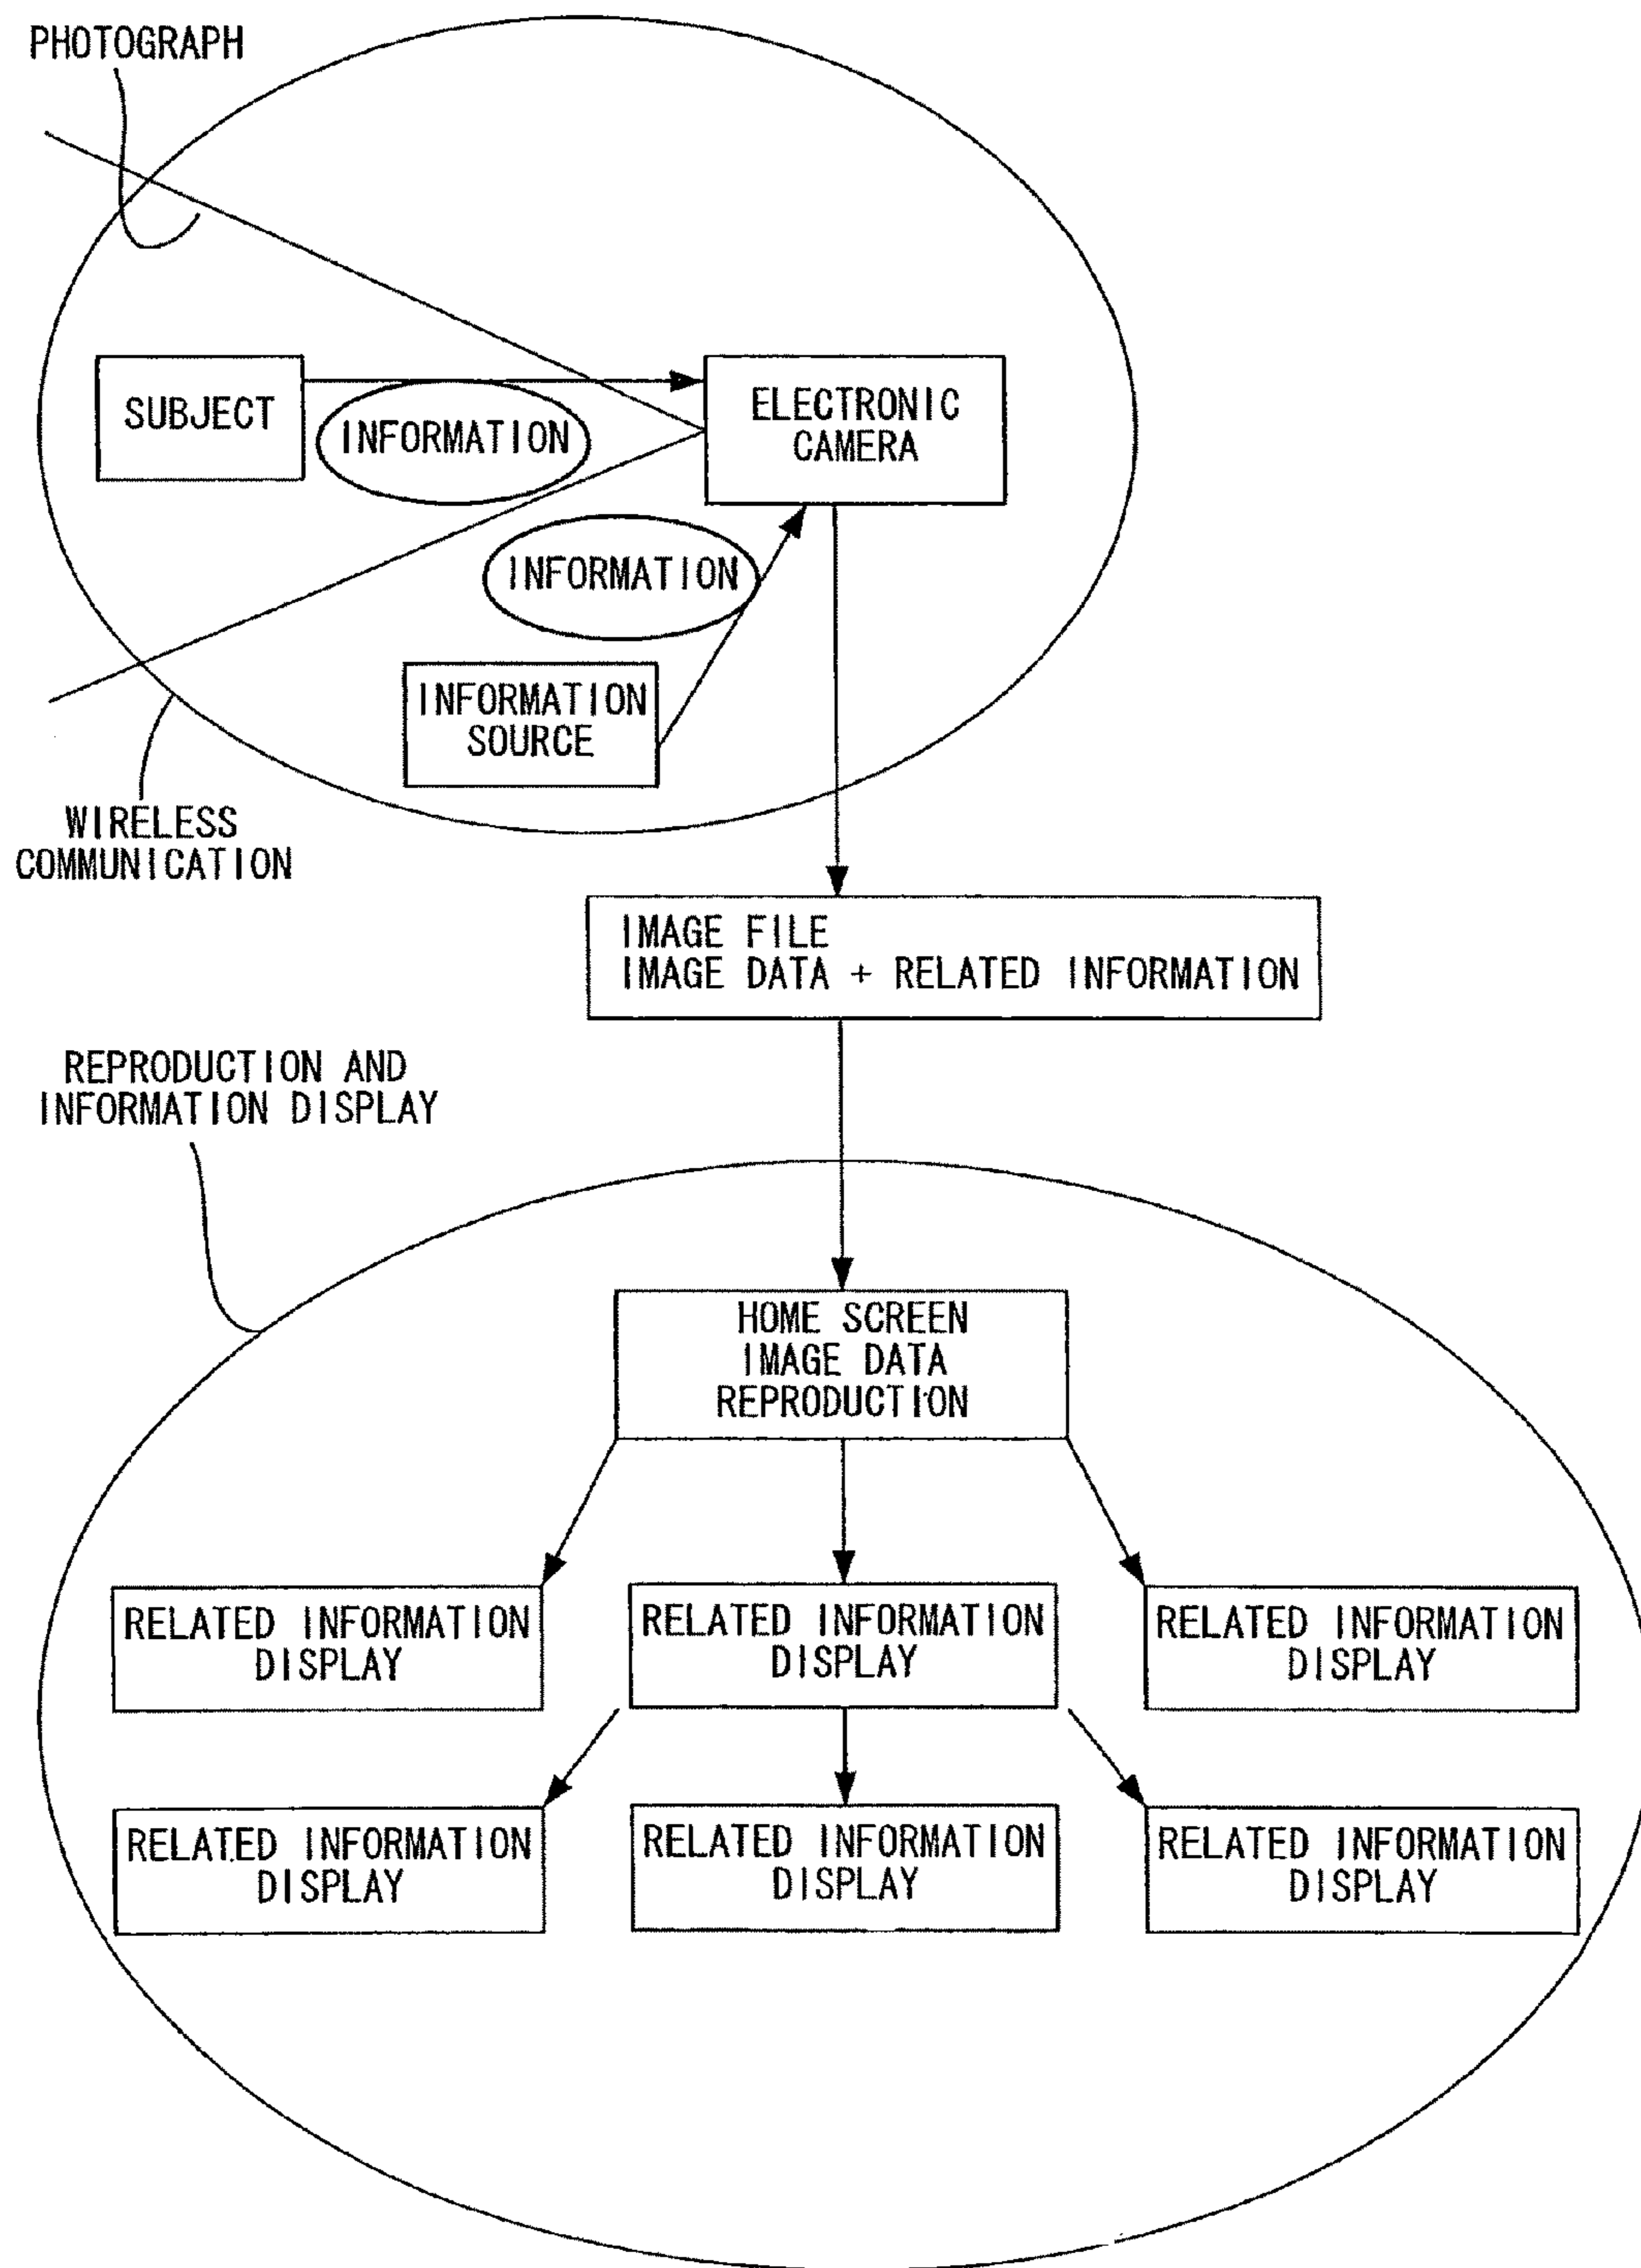 PHOTOGRAPH
SUBJECT
INFORMATION
ELECTRONIC
CAMERA
INFORMATION
INFORMATION
SOURCE
WIRELESS
COMMUNICATION
IMAGE FILE
IMAGE DATA + RELATED INFORMATION
REPRODUCTION AND
INFORMATION DISPLAY
HOME SCREEN
IMAGE DATA
REPRODUCTION
RELATED INFORMATION
DISPLAY
RELATED INFORMATION
DISPLAY
RELATED INFORMATION
DISPLAY
RELATED INFORMATION
DISPLAY
RELATED INFORMATION
DISPLAY
RELATED INFORMATION
DISPLAY